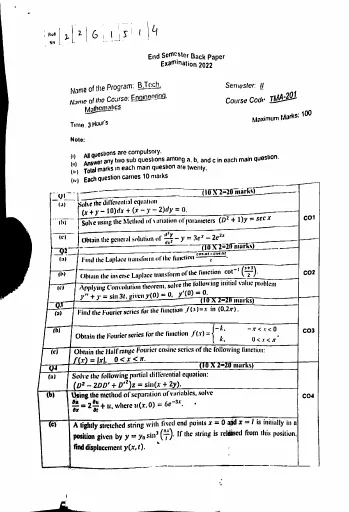 Roll No 2 2 6 1 5 1 4
End Semester Back Paper
Examination 2022
Name of the Program: B.Tech. Semester: II
Name of the Course: Engineering Mathematics Course Code: TMA-201
Time 3 Hour's Maximum Marks: 100
Note:
(i) All questions are compulsory.
(ii) Answer any two sub questions among a, b, and c in each main question.
(iii) Total marks in each main question are twenty.
(iv) Each question carries 10 marks
Q1 (10 X 2=20 marks)
(a) Solve the differential equation
(x + y − 10)dx + (x − y − 2)dy = 0.
(b) Solve using the Method of variation of parameters (D² + 1)y = sec x CO1
(c) Obtain the general solution of d²y/dx² − y = 3eˣ − 2e²ˣ
Q2 (10 X 2=20 marks)
(a) Find the Laplace transform of the function
(b) Obtain the inverse Laplace transform of the function cot⁻¹ CO2
(c) Applying Convolution theorem, solve the following initial value problem
y″ + y = sin 3t, given y(0) = 0, y′(0) = 0.
Q3 (10 X 2=20 marks)
(a) Find the Fourier series for the function f(x)=x in (0,2π).
(b) Obtain the Fourier series for the function f(x) = { −k, −π < x < 0
k, 0 < x < π CO3
(c) Obtain the Half range Fourier cosine series of the following function:
f(x) = |x|, 0 < x < π.
Q4 (10 X 2=20 marks)
(a) Solve the following partial differential equation:
(D² − 2DD′ + D′²)z = sin(x + 2y).
(b) Using the method of separation of variables, solve CO4
∂u/∂x = 2 ∂u/∂t + u, where u(x, 0) = 6e⁻³ˣ.
(c) A tightly stretched string with fixed end points x = 0 and x = l is initially in a
position given by y = y₀ sin³(πx/l). If the string is released from this position,
find displacement y(x, t).